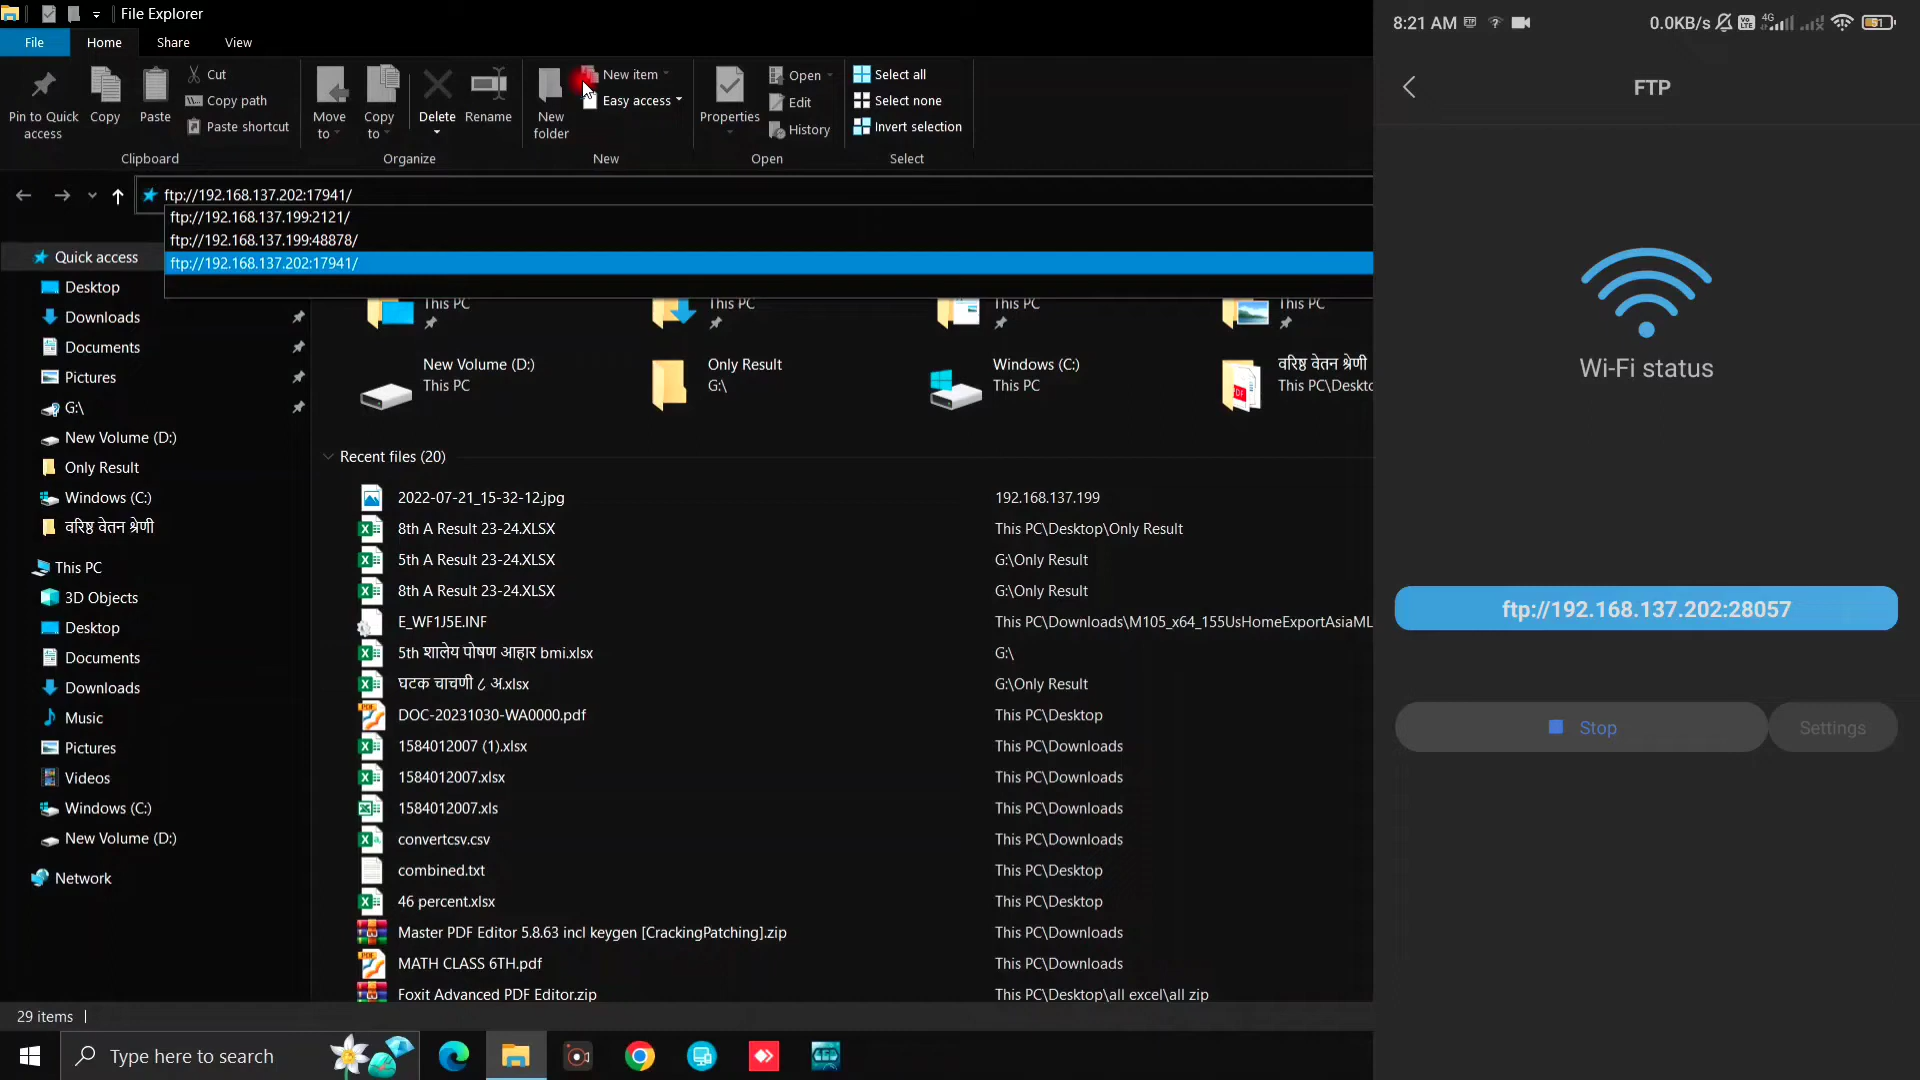 File Explorer
File Home Share View
Pin to Quick access
Copy
Paste
Cut
Copy path
Paste shortcut
Clipboard
Move to
Copy to
Delete
Rename
Organize
New folder
New item
Easy access
New
Properties
Open
Edit
History
Open
Select all
Select none
Invert selection
Select
ftp://192.168.137.202:17941/
ftp://192.168.137.199:2121/
ftp://192.168.137.199:48878/
ftp://192.168.137.202:17941/
Quick access
Desktop
Downloads
Documents
Pictures
G:\
New Volume (D:)
Only Result
Windows (C:)
वरिष्ठ वेतन श्रेणी
This PC
3D Objects
Desktop
Documents
Downloads
Music
Pictures
Videos
Windows (C:)
New Volume (D:)
Network
This PC This PC This PC This PC
New Volume (D:)
This PC
Only Result
G:\
Windows (C:)
This PC
वरिष्ठ वेतन श्रेणी
This PC\Deskto
Recent files (20)
2022-07-21_15-32-12.jpg 192.168.137.199
8th A Result 23-24.XLSX This PC\Desktop\Only Result
5th A Result 23-24.XLSX G:\Only Result
8th A Result 23-24.XLSX G:\Only Result
E_WF1J5E.INF This PC\Downloads\M105_x64_155UsHomeExportAsiaML
5th शालेय पोषण आहार bmi.xlsx G:\
घटक चाचणी ८ अ.xlsx G:\Only Result
DOC-20231030-WA0000.pdf This PC\Desktop
1584012007 (1).xlsx This PC\Downloads
1584012007.xlsx This PC\Downloads
1584012007.xls This PC\Downloads
convertcsv.csv This PC\Downloads
combined.txt This PC\Desktop
46 percent.xlsx This PC\Desktop
Master PDF Editor 5.8.63 incl keygen [CrackingPatching].zip This PC\Downloads
MATH CLASS 6TH.pdf This PC\Downloads
Foxit Advanced PDF Editor.zip This PC\Desktop\all excel\all zip
29 items
Type here to search
8:21 AM 0.0KB/s 4G 51
FTP
Wi-Fi status
ftp://192.168.137.202:28057
Stop
Settings